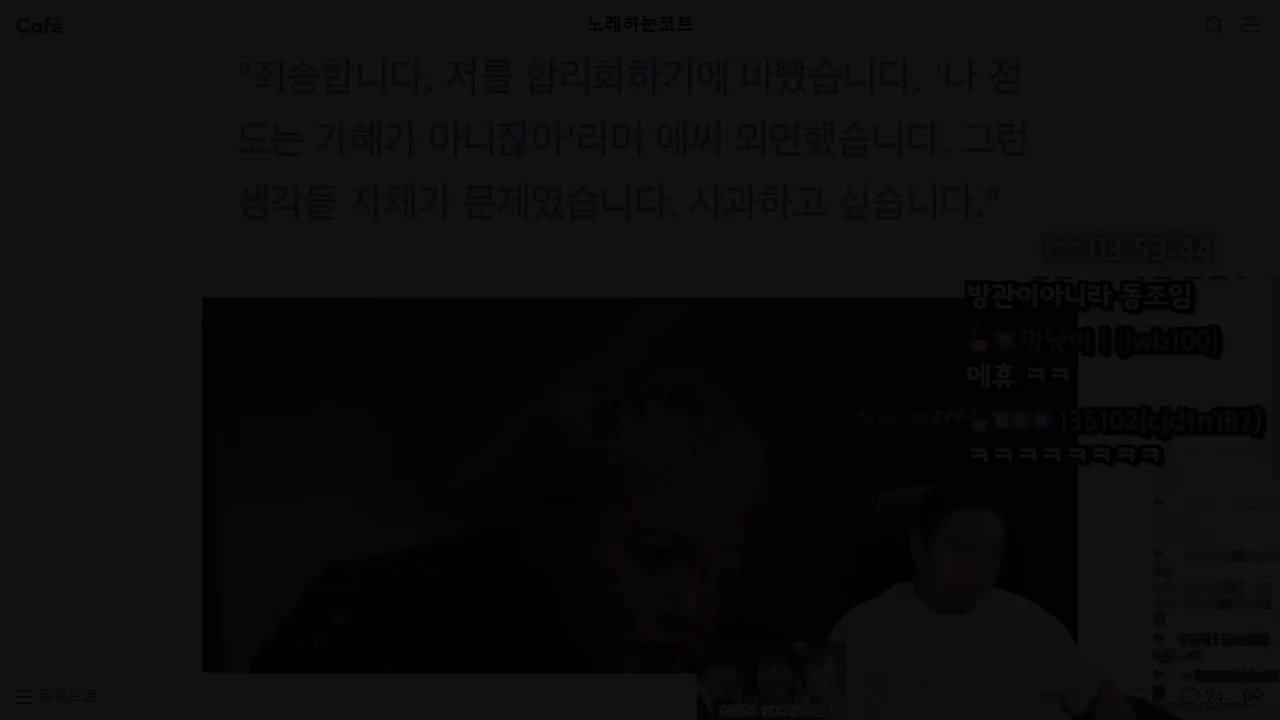 Café
노래하는코트
"죄송합니다. 저를 합리화하기에 바빴습니다. '나 정
도는 가해가 아니잖아'라며 애써 외면했습니다. 그런
생각들 자체가 문제였습니다. 사과하고 싶습니다."
03:53:44
방관이아니라 동조임
멍냥이 | (lwb100)
에휴 ㅋㅋ
135102(cjdtn187)
ㅋㅋㅋㅋㅋㅋㅋㅋ
목록으로
24